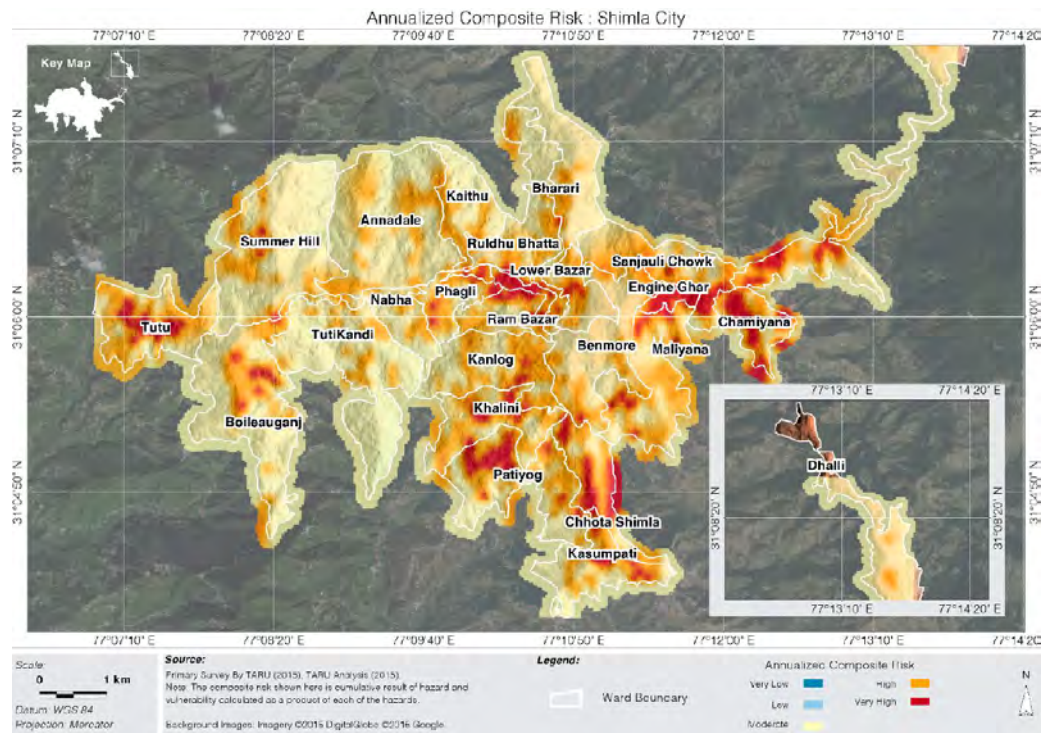 Annualized Composite Risk : Shimla City
77°07'10" E 77°08'20" E 77°09'40" E 77°10'50" E 77°12'00" E 77°13'10" E 77°14'20"
Key Map
31°07'10" N
31°07'10" N
Bharari
Kaithu
Annadale
Summer Hill
Ruldhu Bhatta
Sanjauli Chowk
Lower Bazar
Engine Ghar
Phagli
Nabha
31°06'00" N
Tutu
TutiKandi
Ram Bazar
Chamiyana
31°06'00" N
Benmore
Maliyana
Kanlog
Khalini
Boileauganj
Patiyog
31°04'50" N
31°04'50" N
Chhota Shimla
Kasumpati
77°13'10" E 77°14'20" E
Dhalli
31°08'20" N
31°08'20" N
77°13'10" E 77°14'20" E
77°07'10" E 77°08'20" E 77°09'40" E 77°10'50" E 77°12'00" E 77°13'10" E 77°14'20"
Scale:
0 1 km
Datum: WGS 84
Projection: Mercator
Source:
Primary Survey By TARU (2015), TARU Analysis (2015).
Note: The composite risk shown here is cumulative result of hazard and
vulnerability calculated as a product of each of the hazards.
Background Images: Imagery ©2015 DigitalGlobe ©2016 Google.
Legend:
Ward Boundary
Annualized Composite Risk
Very Low
High
Low
Very High
Moderate
N